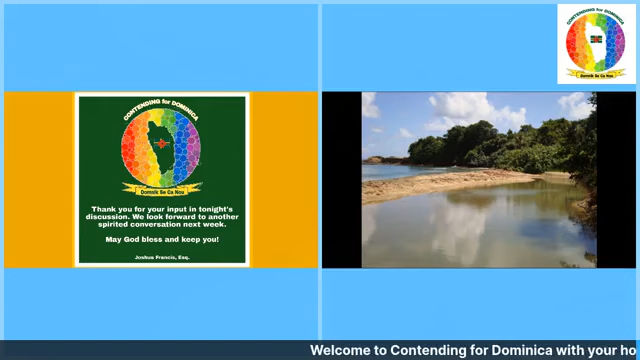 CONTENDING for DOMINICA
Domnik Se Ca Nou
CONTENDING for DOMINICA
Domnik Se Ca Nou
Thank you for your input in tonight's
discussion. We look forward to another
spirited conversation next week.
May God bless and keep you!
Joshua Francis, Esq.
Welcome to Contending for Dominica with your ho